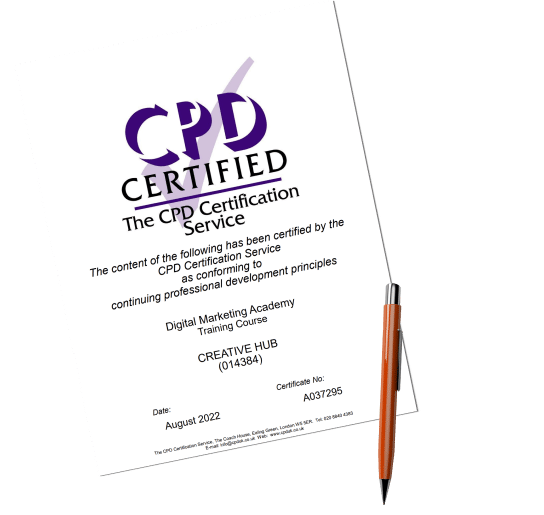 CPD
CERTIFIED
The CPD Certification
Service
The content of the following has been certified by the
CPD Certification Service
as conforming to
continuing professional development principles
Digital Marketing Academy
Training Course
CREATIVE HUB
(014384)
Date:
August 2022
Certificate No:
A037295
The CPD Certification Service, The Coach House, Ealing Green, London W5 5ER. Tel: 020 8840 4383
E-mail: info@cpduk.co.uk Web: www.cpduk.co.uk